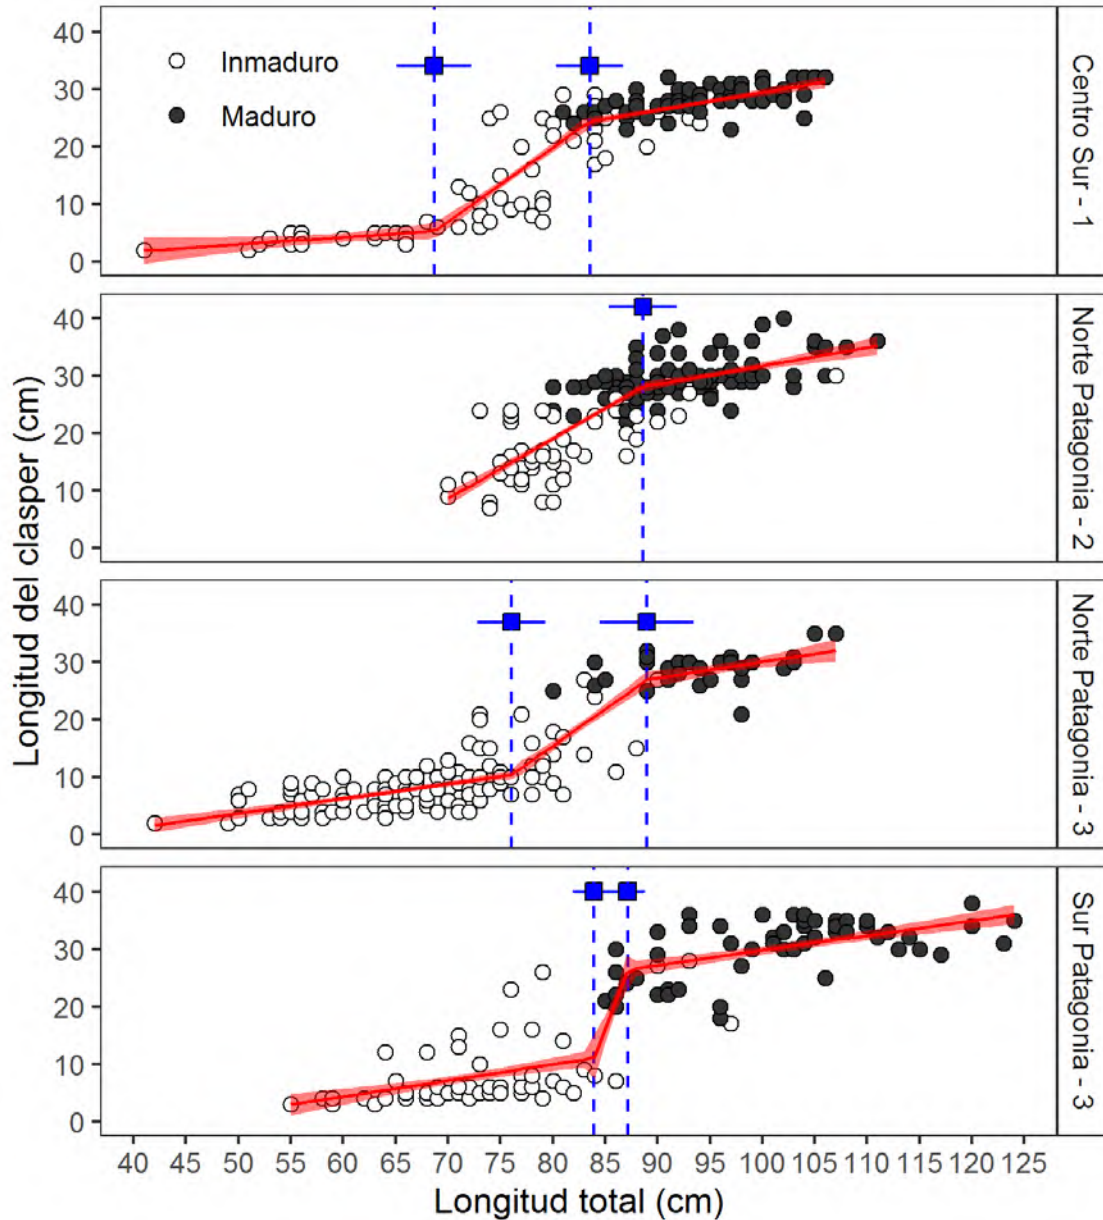 Longitud del clasper (cm)
40
30
20
10
0
Inmaduro
Maduro
Centro Sur - 1
40
30
20
10
0
Norte Patagonia - 2
40
30
20
10
0
Norte Patagonia - 3
40
30
20
10
0
Sur Patagonia - 3
40 45 50 55 60 65 70 75 80 85 90 95 100 105 110 115 120 125
Longitud total (cm)